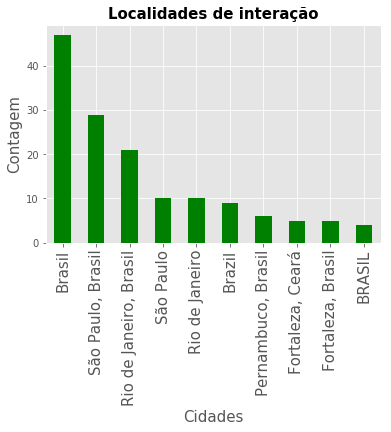 Localidades de interação
Contagem
40
30
20
10
0
Brasil
São Paulo, Brasil
Rio de Janeiro, Brasil
São Paulo
Rio de Janeiro
Brazil
Pernambuco, Brasil
Fortaleza, Ceará
Fortaleza, Brasil
BRASIL
Cidades